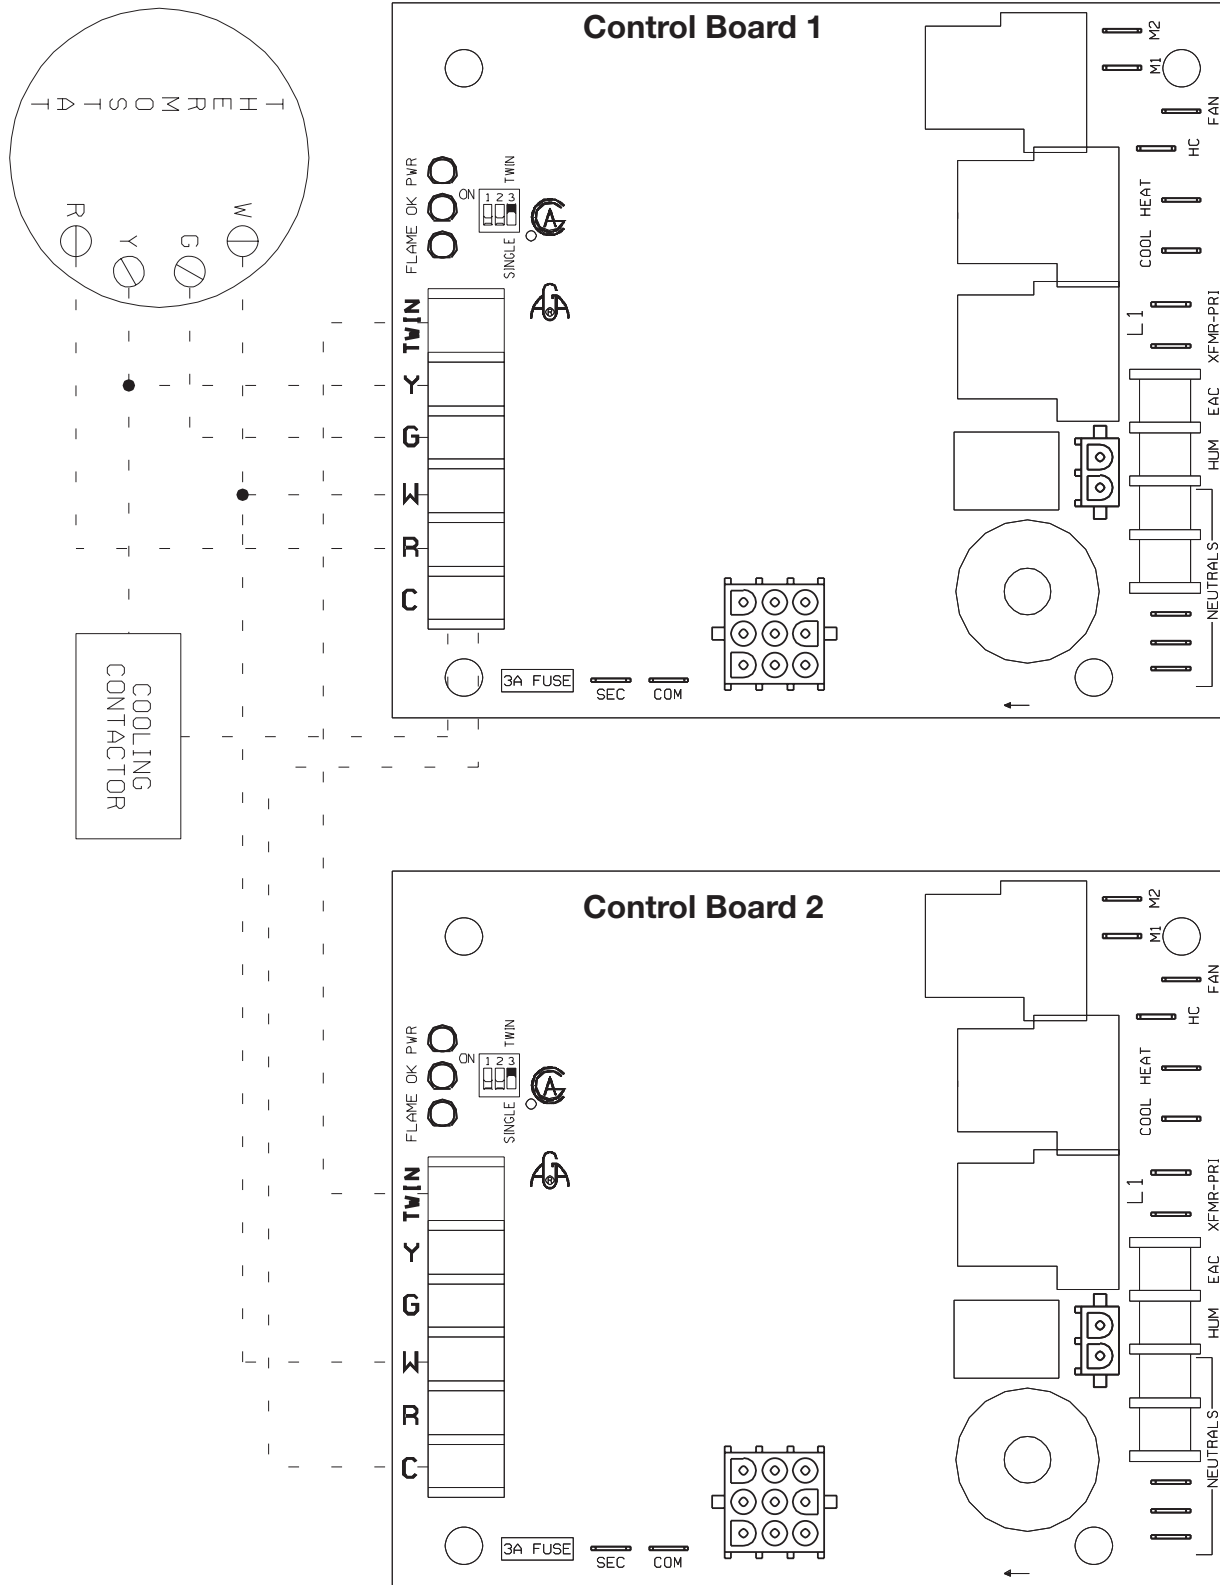 Control Board 1
THERMOSTAT
R
Y
G
W
M2
M1
FAN
HC
HEAT
COOL
L1
XFMR-PRI
EAC
HUM
NEUTRALS
PWR
OK
FLAME
ON
1 2 3
TWIN
SINGLE
TWIN
Y
G
W
R
C
3A FUSE
SEC
COM
COOLING
CONTACTOR
Control Board 2
M2
M1
FAN
HC
HEAT
COOL
L1
XFMR-PRI
EAC
HUM
NEUTRALS
PWR
OK
FLAME
ON
1 2 3
TWIN
SINGLE
TWIN
Y
G
W
R
C
3A FUSE
SEC
COM